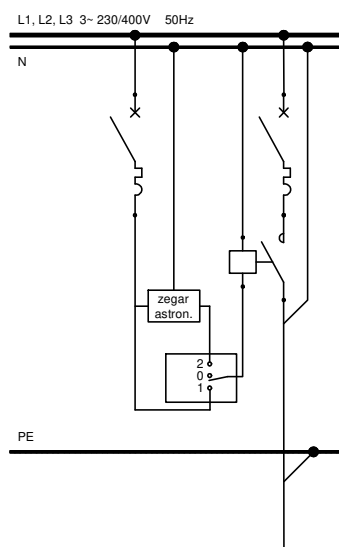 L1, L2, L3 3~ 230/400V 50Hz
N
zegar
astron.
2
0
1
PE